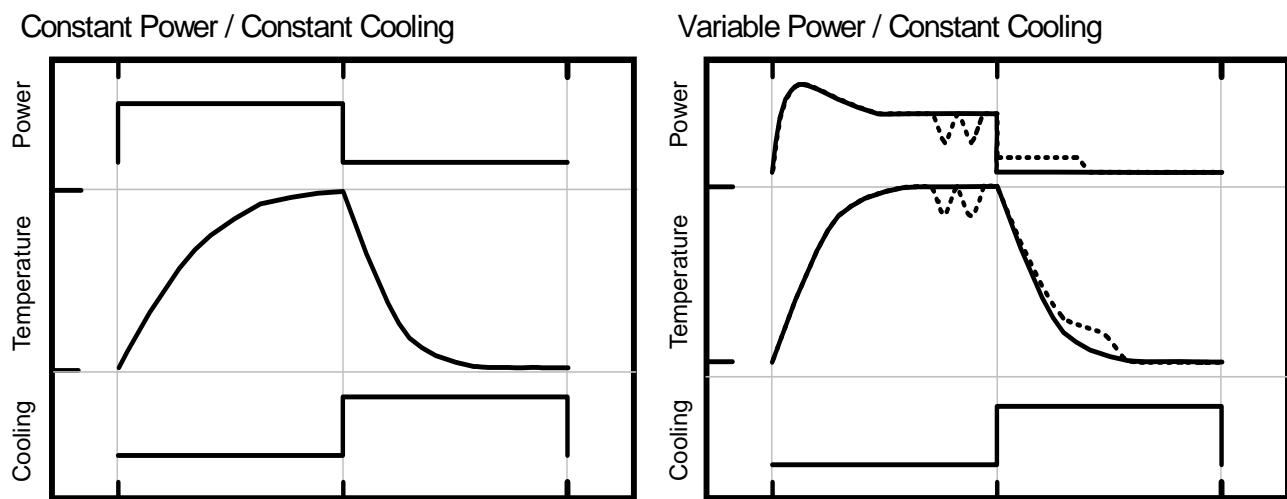 Constant Power / Constant Cooling
Power
Temperature
Cooling
Variable Power / Constant Cooling
Power
Temperature
Cooling